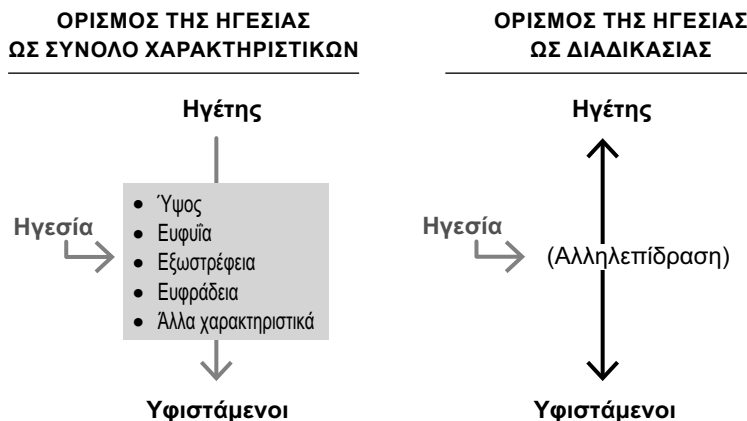 ΟΡΙΣΜΟΣ ΤΗΣ ΗΓΕΣΙΑΣ
ΩΣ ΣΥΝΟΛΟ ΧΑΡΑΚΤΗΡΙΣΤΙΚΩΝ
Ηγέτης
Ηγεσία
• Ύψος
• Ευφυΐα
• Εξωστρέφεια
• Ευφράδεια
• Άλλα χαρακτηριστικά
Υφιστάμενοι
ΟΡΙΣΜΟΣ ΤΗΣ ΗΓΕΣΙΑΣ
ΩΣ ΔΙΑΔΙΚΑΣΙΑΣ
Ηγέτης
Ηγεσία
(Αλληλεπίδραση)
Υφιστάμενοι